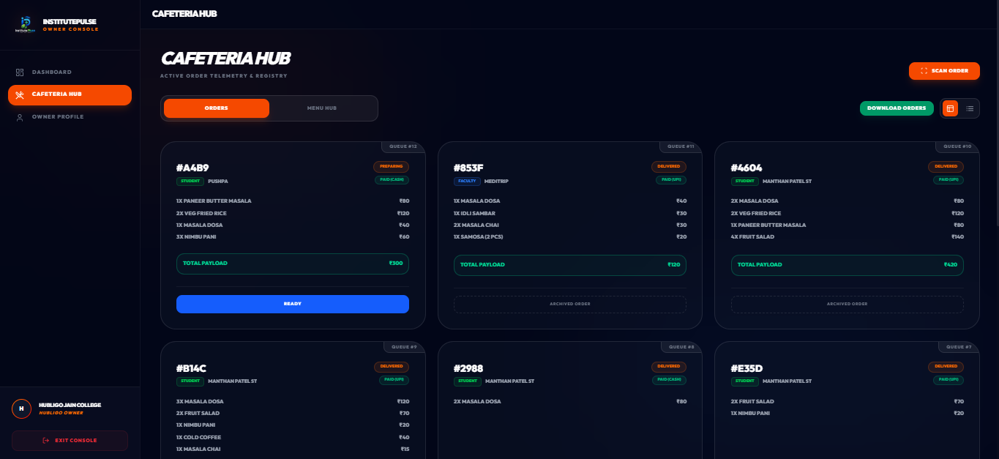 INSTITUTEPULSE
OWNER CONSOLE
DASHBOARD
CAFETERIA HUB
OWNER PROFILE
H
HUBLIGO JAIN COLLEGE
HUBLIGO OWNER
EXIT CONSOLE
CAFETERIA HUB
CAFETERIA HUB
ACTIVE ORDER TELEMETRY & REGISTRY
SCAN ORDER
ORDERS
MENU HUB
DOWNLOAD ORDERS
QUEUE #12
#A4B9
PREPARING
STUDENT PUSHPA
PAID (CASH)
1X PANEER BUTTER MASALA ₹80
2X VEG FRIED RICE ₹120
1X MASALA DOSA ₹40
3X NIMBU PANI ₹60
TOTAL PAYLOAD ₹300
READY
QUEUE #11
#853F
DELIVERED
FACULTY MEDITRIP
PAID (UPI)
1X MASALA DOSA ₹40
1X IDLI SAMBAR ₹30
2X MASALA CHAI ₹30
1X SAMOSA (2 PCS) ₹20
TOTAL PAYLOAD ₹120
ARCHIVED ORDER
QUEUE #10
#4604
DELIVERED
STUDENT MANTHAN PATEL ST
PAID (UPI)
2X MASALA DOSA ₹80
2X VEG FRIED RICE ₹120
1X PANEER BUTTER MASALA ₹80
4X FRUIT SALAD ₹140
TOTAL PAYLOAD ₹420
ARCHIVED ORDER
QUEUE #9
#B14C
DELIVERED
STUDENT MANTHAN PATEL ST
PAID (UPI)
3X MASALA DOSA ₹120
2X FRUIT SALAD ₹70
1X NIMBU PANI ₹20
1X COLD COFFEE ₹40
1X MASALA CHAI ₹15
QUEUE #8
#2988
DELIVERED
STUDENT MANTHAN PATEL ST
PAID (CASH)
2X MASALA DOSA ₹80
QUEUE #7
#E35D
DELIVERED
STUDENT MANTHAN PATEL ST
PAID (UPI)
2X FRUIT SALAD ₹70
1X NIMBU PANI ₹20